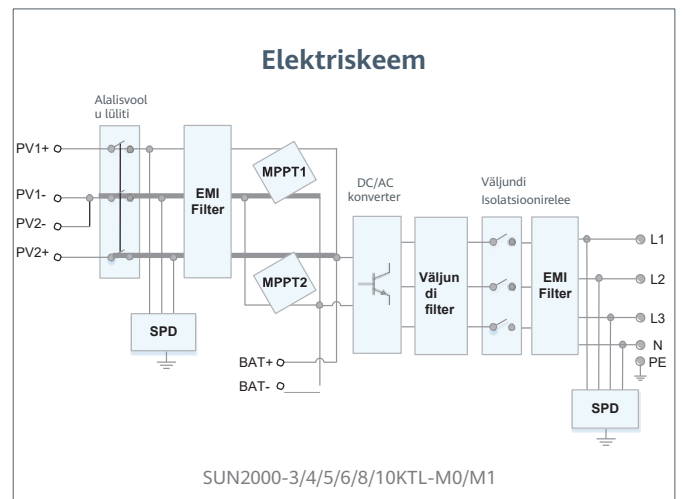 Elektriskeem
Alalisvool
u lüliti
PV1+
PV1-
PV2-
PV2+
EMI
Filter
MPPT1
MPPT2
SPD
BAT+
BAT-
DC/AC
konverter
Väljun
di
filter
Väljundi
Isolatsioonirelee
EMI
Filter
L1
L2
L3
N
PE
SPD
SUN2000-3/4/5/6/8/10KTL-M0/M1